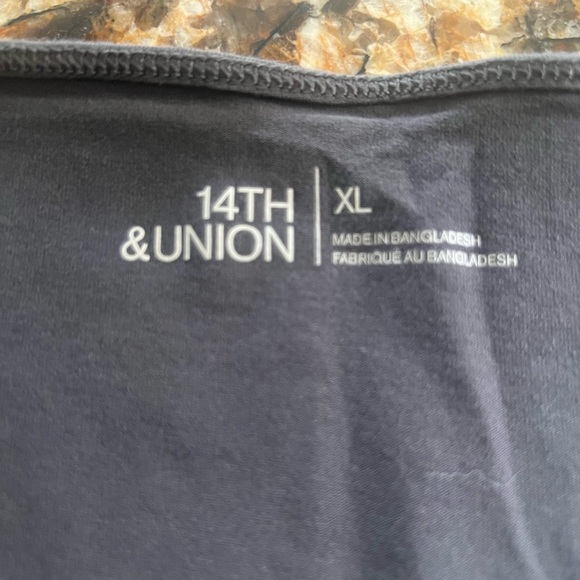 14TH
&UNION
XL
MADE IN BANGLADESH
FABRIQUÉ AU BANGLADESH